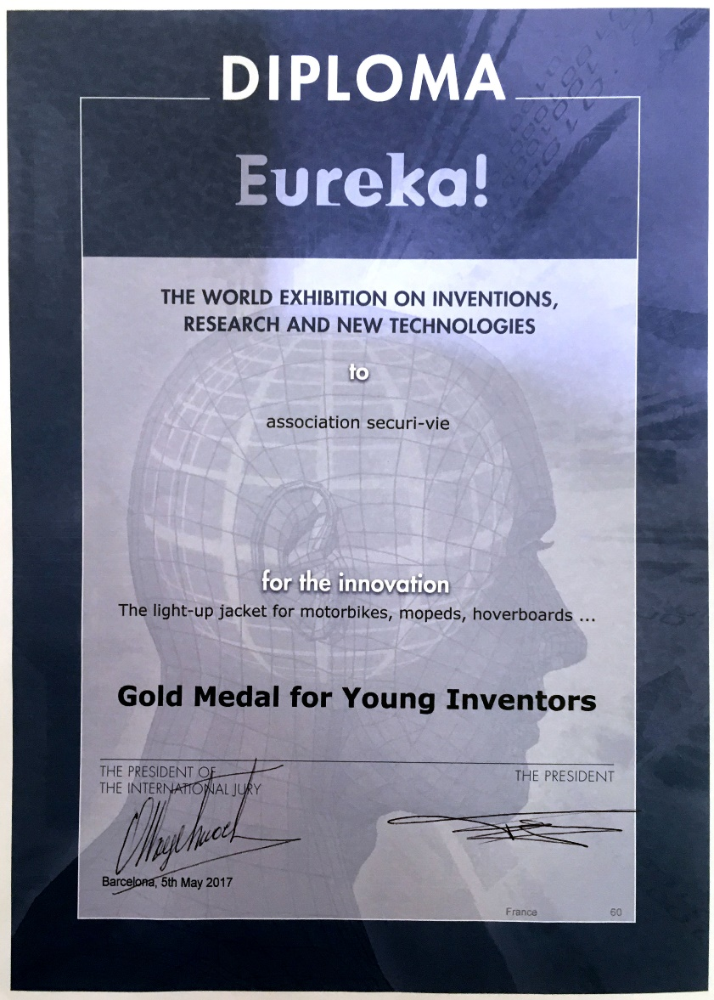 DIPLOMA
Eureka!
THE WORLD EXHIBITION ON INVENTIONS,
RESEARCH AND NEW TECHNOLOGIES
to
association securi-vie
for the innovation
The light-up jacket for motorbikes, mopeds, hoverboards ...
Gold Medal for Young Inventors
THE PRESIDENT OF
THE INTERNATIONAL JURY
THE PRESIDENT
Barcelona, 5th May 2017
France 60